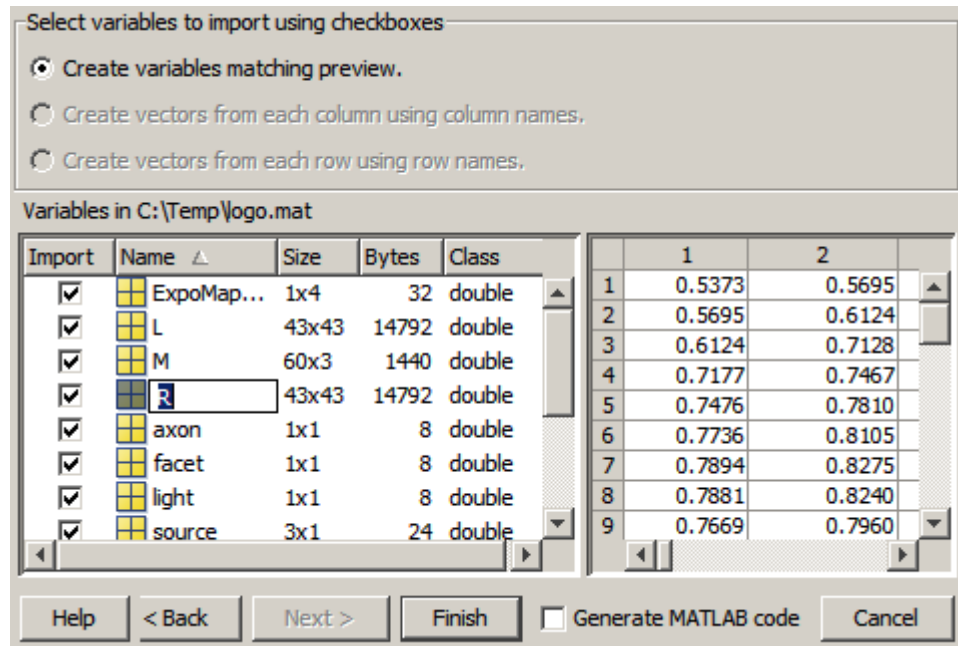 Select variables to import using checkboxes
Create variables matching preview.
Create vectors from each column using column names.
Create vectors from each row using row names.
Variables in C:\Temp\logo.mat
Import Name Size Bytes Class
ExpoMap... 1x4 32 double
L 43x43 14792 double
M 60x3 1440 double
R 43x43 14792 double
axon 1x1 8 double
facet 1x1 8 double
light 1x1 8 double
source 3x1 24 double
1 2
1 0.5373 0.5695
2 0.5695 0.6124
3 0.6124 0.7128
4 0.7177 0.7467
5 0.7476 0.7810
6 0.7736 0.8105
7 0.7894 0.8275
8 0.7881 0.8240
9 0.7669 0.7960
Help < Back Next > Finish Generate MATLAB code Cancel